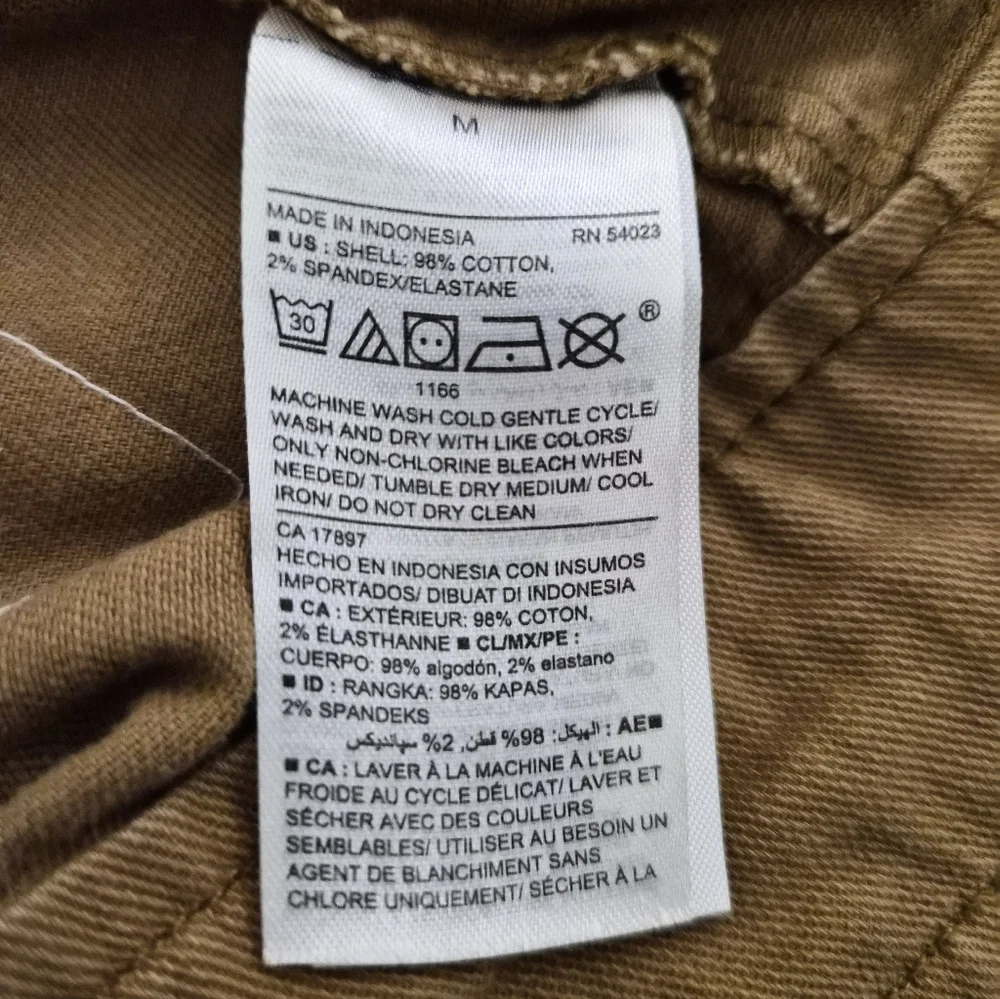 M
MADE IN INDONESIA RN 54023
■ US : SHELL: 98% COTTON,
2% SPANDEX/ELASTANE
30 ®
1166
MACHINE WASH COLD GENTLE CYCLE/
WASH AND DRY WITH LIKE COLORS/
ONLY NON-CHLORINE BLEACH WHEN
NEEDED/ TUMBLE DRY MEDIUM/ COOL
IRON/ DO NOT DRY CLEAN
CA 17897
HECHO EN INDONESIA CON INSUMOS
IMPORTADOS/ DIBUAT DI INDONESIA
■ CA : EXTÉRIEUR: 98% COTON,
2% ÉLASTHANNE ■ CL/MX/PE :
CUERPO: 98% algodón, 2% elastano
■ ID : RANGKA: 98% KAPAS,
2% SPANDEKS
■AE : الهيكل: 98% قطن, 2% سباندیکس
■ CA : LAVER À LA MACHINE À L'EAU
FROIDE AU CYCLE DÉLICAT/ LAVER ET
SÉCHER AVEC DES COULEURS
SEMBLABLES/ UTILISER AU BESOIN UN
AGENT DE BLANCHIMENT SANS
CHLORE UNIQUEMENT/ SÉCHER À LA